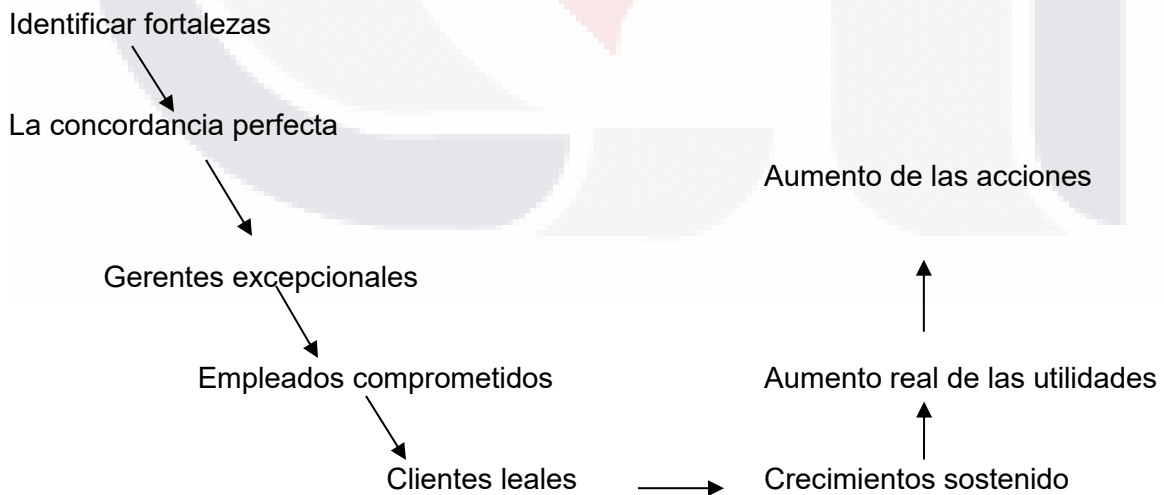 Identificar fortalezas
La concordancia perfecta
Aumento de las acciones
Gerentes excepcionales
Empleados comprometidos
Aumento real de las utilidades
Clientes leales
Crecimientos sostenido